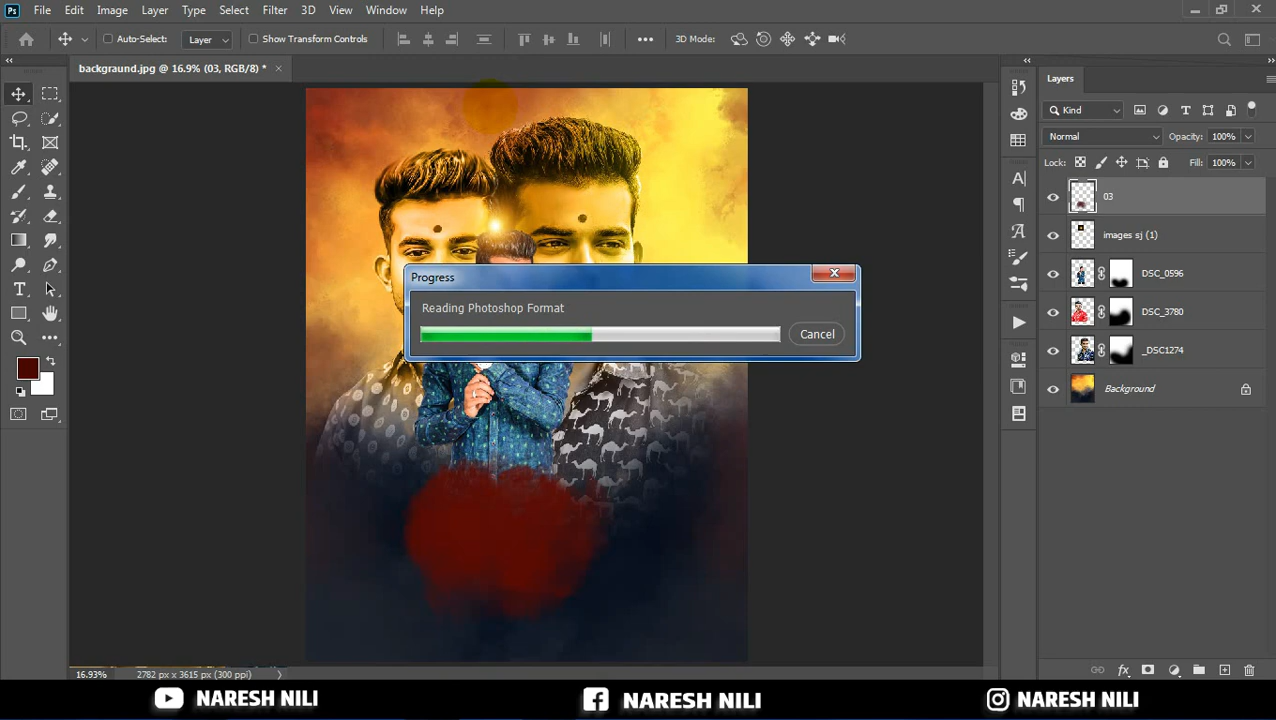 Ps File Edit Image Layer Type Select Filter 3D View Window Help
Auto-Select: Layer Show Transform Controls 3D Mode:
backgraund.jpg @ 16.9% (03, RGB/8) *
Layers
Kind
Normal Opacity: 100%
Lock: Fill: 100%
03
images sj (1)
DSC_0596
DSC_3780
_DSC1274
Background
Progress
Reading Photoshop Format
Cancel
16.93% 2782 px x 3615 px (300 ppi)
NARESH NILI NARESH NILI NARESH NILI